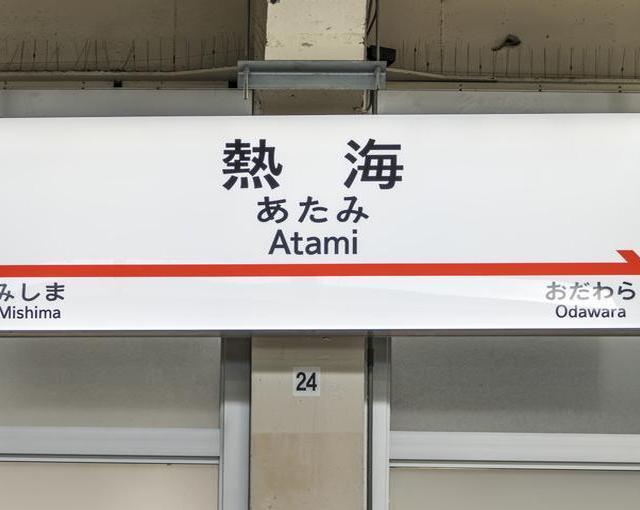 熱　海
あたみ
Atami
みしま
Mishima
おだわら
Odawara
24